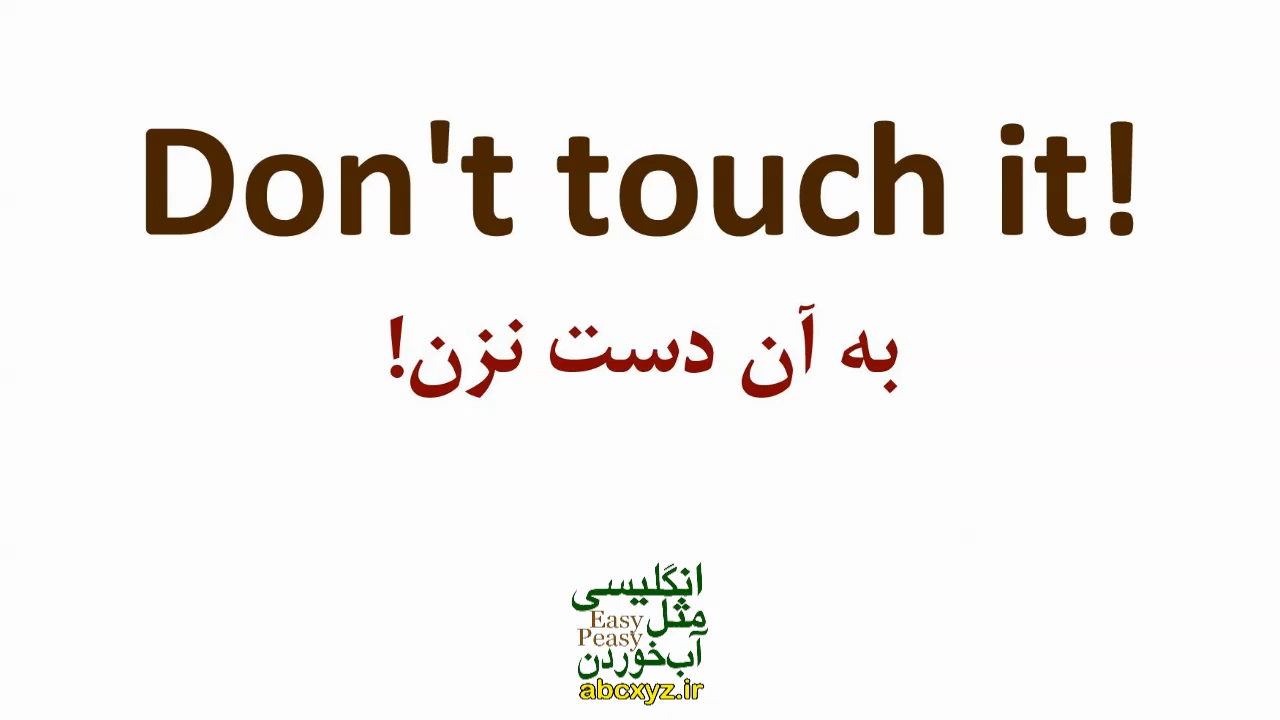 Don't touch it!
به آن دست نزن!
انگلیسی
مثل
Easy
Peasy
آب‌خوردن
abcxyz.ir